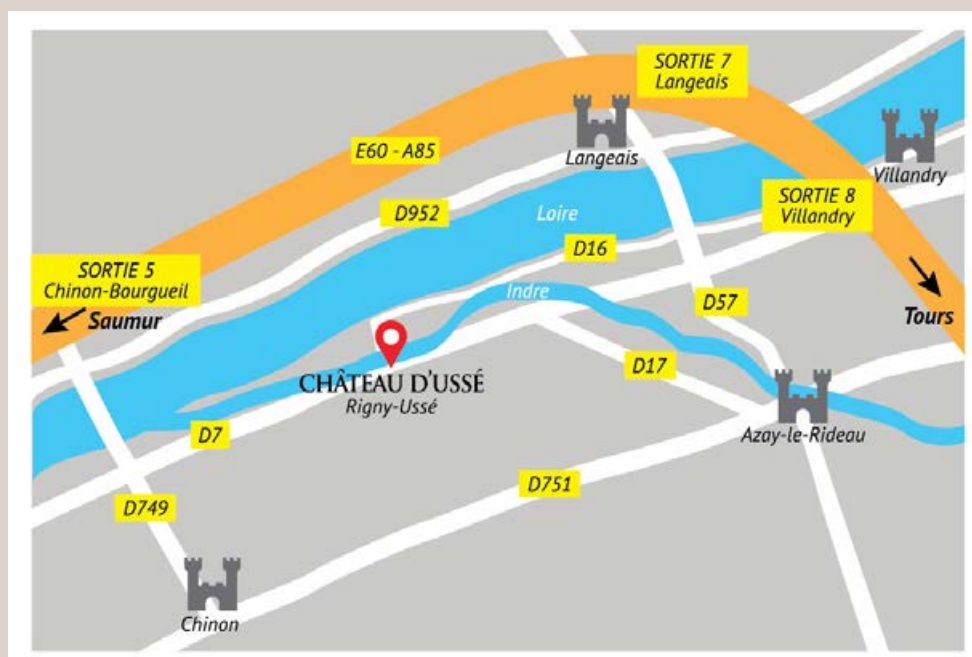 SORTIE 7
Langeais
E60 - A85
Langeais
Villandry
D952
SORTIE 8
Villandry
Loire
D16
SORTIE 5
Chinon-Bourgueil
Indre
D57
Saumur
Tours
CHÂTEAU D'USSÉ
Rigny-Ussé
D17
D7
Azay-le-Rideau
D751
D749
Chinon